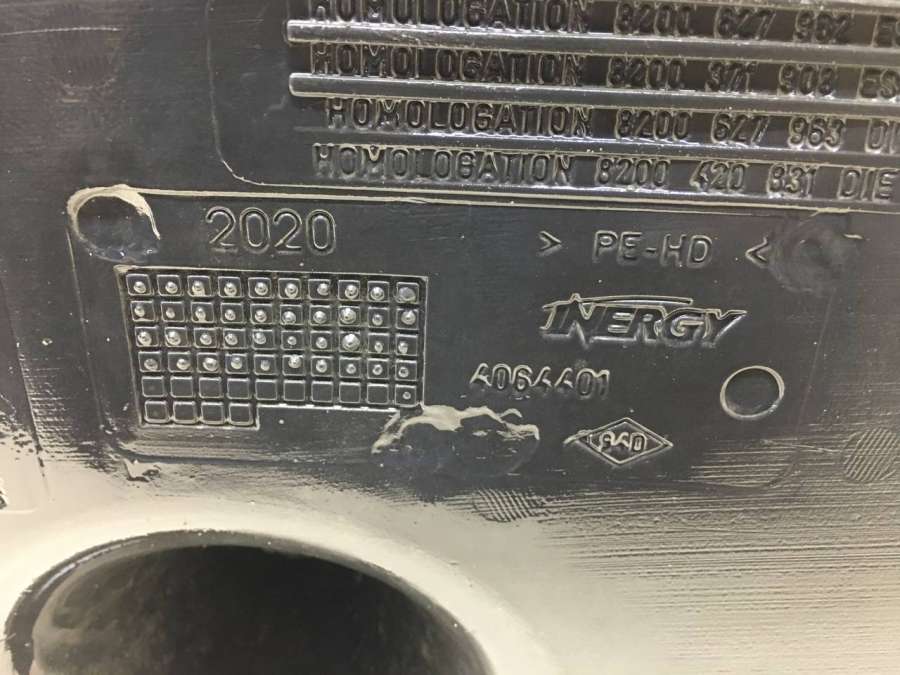 HOMOLOGATION 8200 627 962 ES
HOMOLOGATION 8200 371 903 ES
HOMOLOGATION 8200 627 963 DI
HOMOLOGATION 8200 420 831 DIE
2020
> PE-HD <
INERGY
4064401